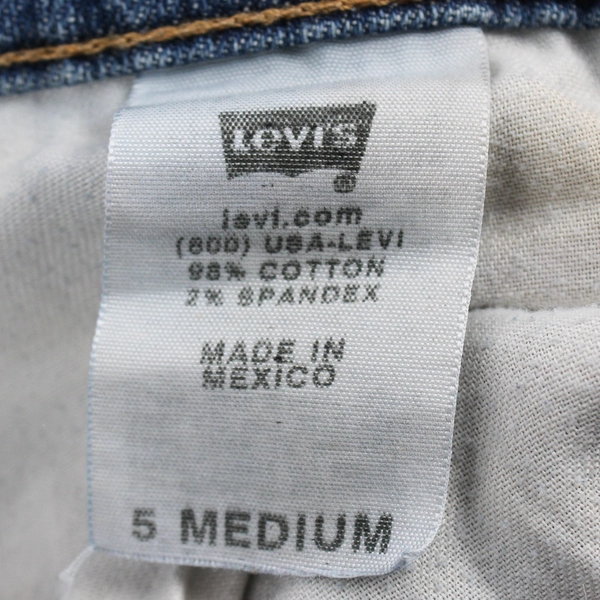 Levi's
®
levi.com
(800) USA-LEVI
98% COTTON
2% SPANDEX
MADE IN
MEXICO
5 MEDIUM